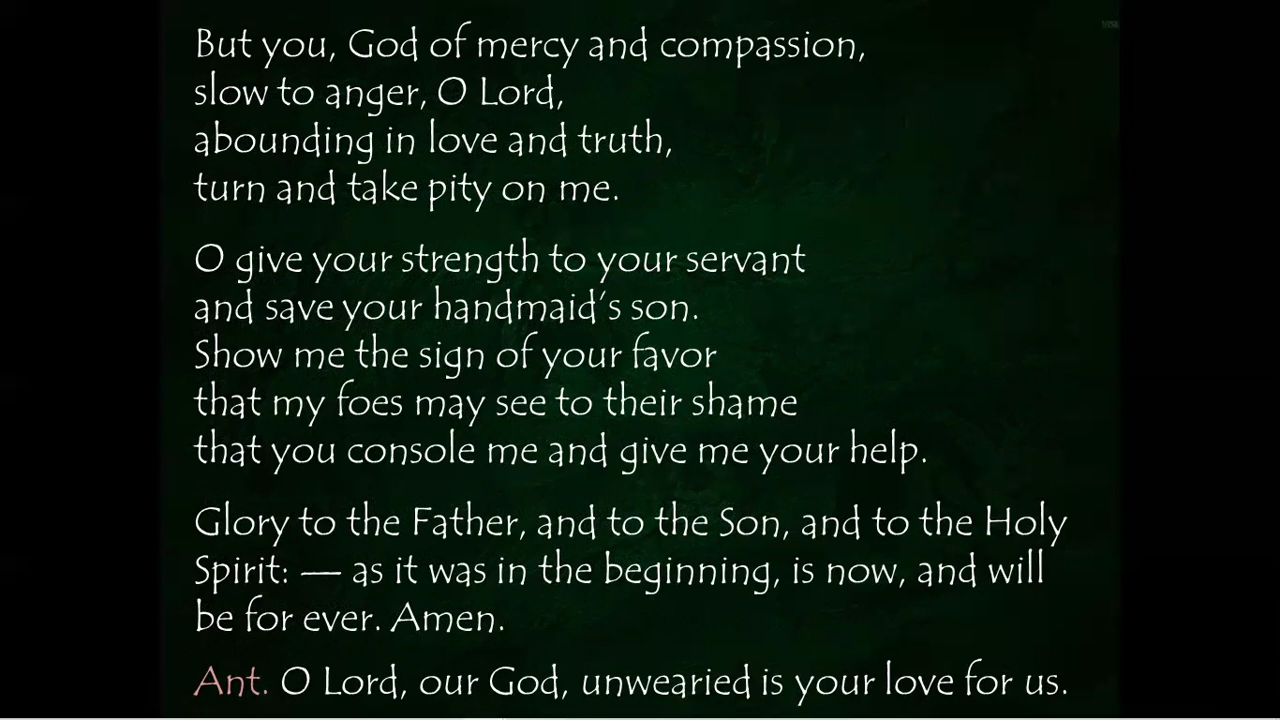 But you, God of mercy and compassion,
slow to anger, O Lord,
abounding in love and truth,
turn and take pity on me.
O give your strength to your servant
and save your handmaid's son.
Show me the sign of your favor
that my foes may see to their shame
that you console me and give me your help.
Glory to the Father, and to the Son, and to the Holy
Spirit: — as it was in the beginning, is now, and will
be for ever. Amen.
Ant. O Lord, our God, unwearied is your love for us.